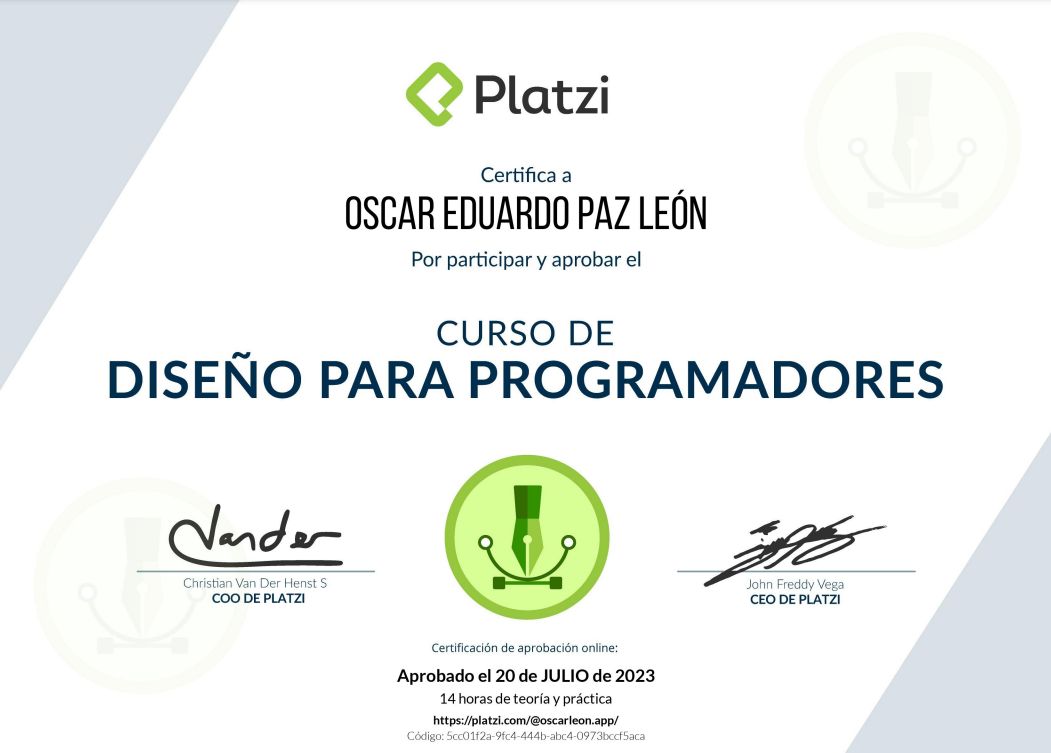 Platzi
Certifica a
OSCAR EDUARDO PAZ LEÓN
Por participar y aprobar el
CURSO DE
DISEÑO PARA PROGRAMADORES
Vander
Christian Van Der Henst S
COO DE PLATZI
John Freddy Vega
CEO DE PLATZI
Certificación de aprobación online:
Aprobado el 20 de JULIO de 2023
14 horas de teoría y práctica
https://platzi.com/@oscarleon.app/
Código: 5cc01f2a-9fc4-444b-abc4-0973bccf5aca